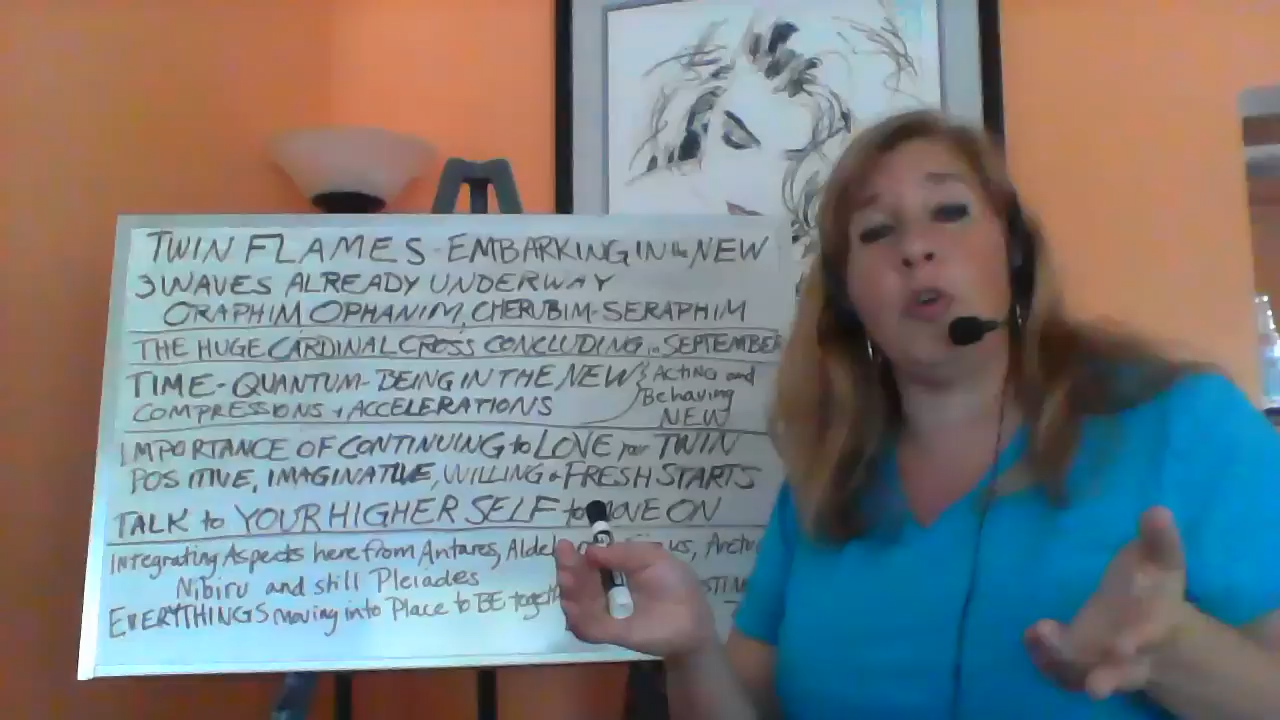 TWIN FLAMES - EMBARKING IN the NEW
3 WAVES ALREADY UNDERWAY
ORAPHIM OPHANIM, CHERUBIM-SERAPHIM
THE HUGE CARDINAL CROSS CONCLUDING in SEPTEMBER
TIME-QUANTUM-BEING IN THE NEW
COMPRESSIONS + ACCELERATIONS
Acting and
Behaving
NEW
IMPORTANCE OF CONTINUING to LOVE your TWIN
POSITIVE, IMAGINATIVE, WILLING & FRESH STARTS
TALK to YOUR HIGHER SELF to MOVE ON
Integrating Aspects here from Antares,
Nibiru and still Pleiades
EVERYTHINGS moving into Place to BE